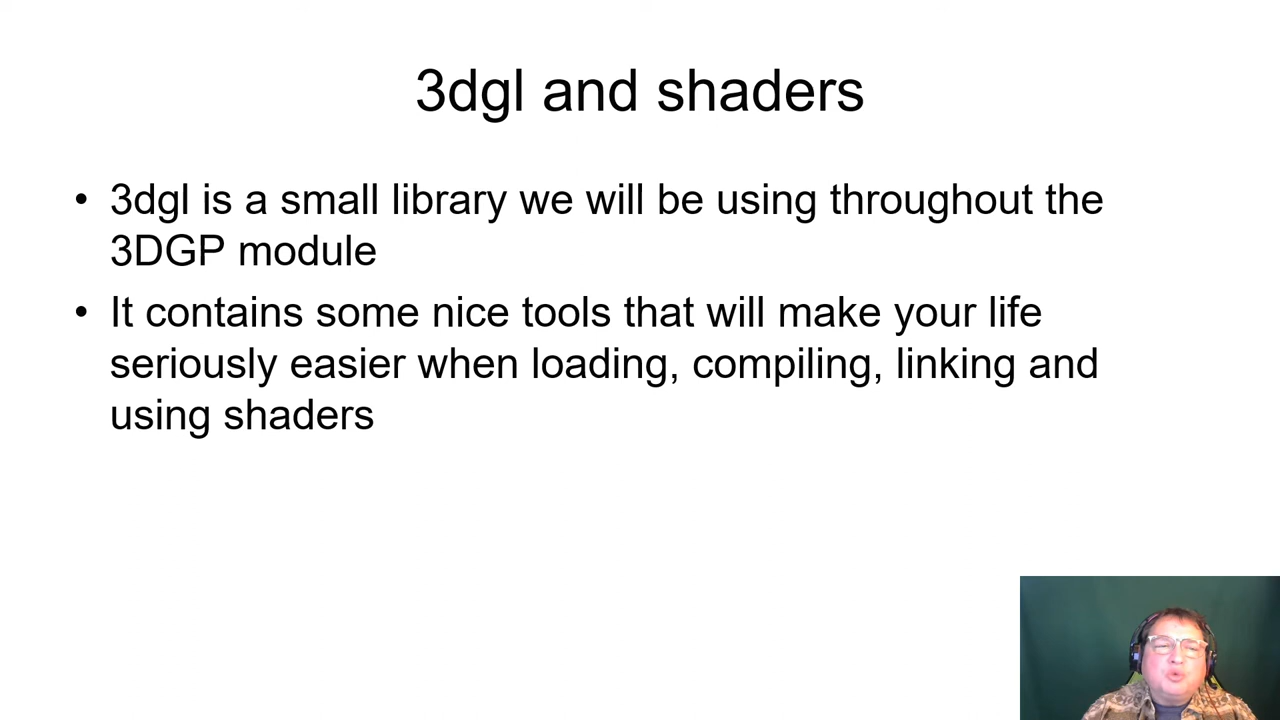 3dgl and shaders
• 3dgl is a small library we will be using throughout the
3DGP module
• It contains some nice tools that will make your life
seriously easier when loading, compiling, linking and
using shaders